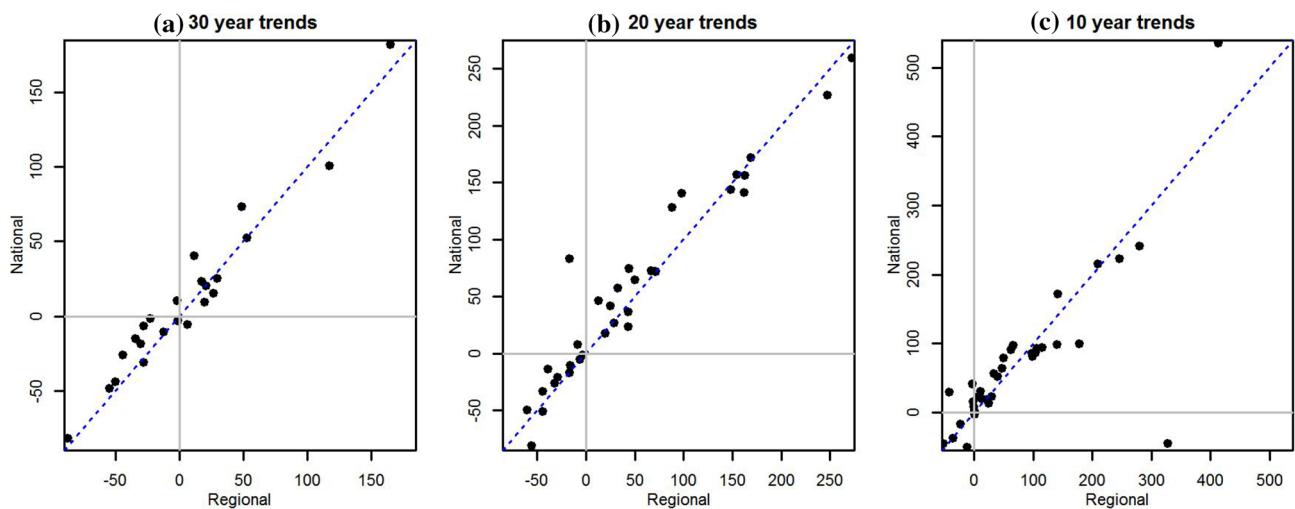 (a) 30 year trends
(b) 20 year trends
(c) 10 year trends
National
150
100
50
0
-50
-50 0 50 100 150
Regional
National
250
200
150
100
50
0
-50
-50 0 50 100 150 200 250
Regional
National
500
400
300
200
100
0
0 100 200 300 400 500
Regional